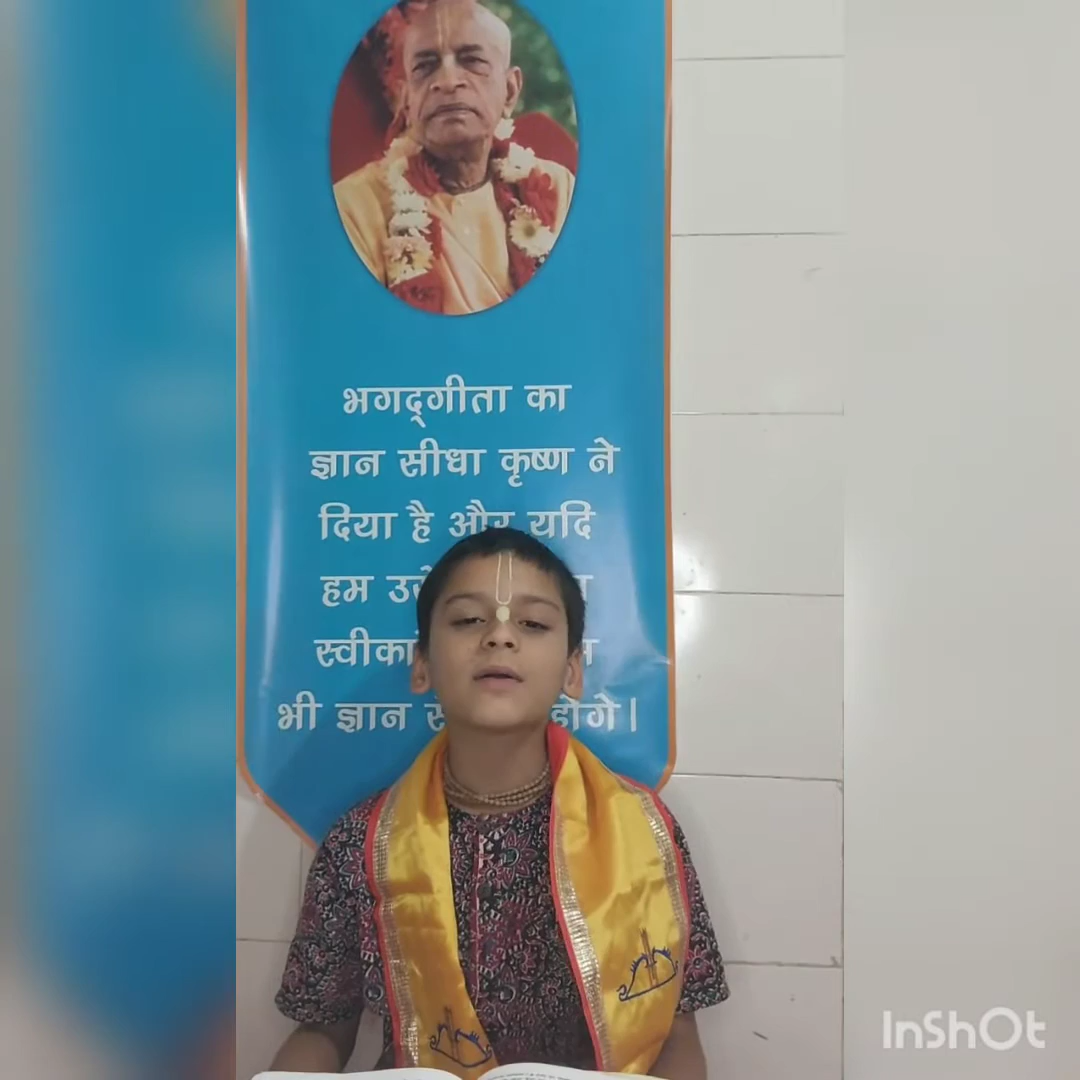 भगद्गीता का
ज्ञान सीधा कृष्ण ने
दिया है और यदि
हम
भी ज्ञान होगे।
InShOt